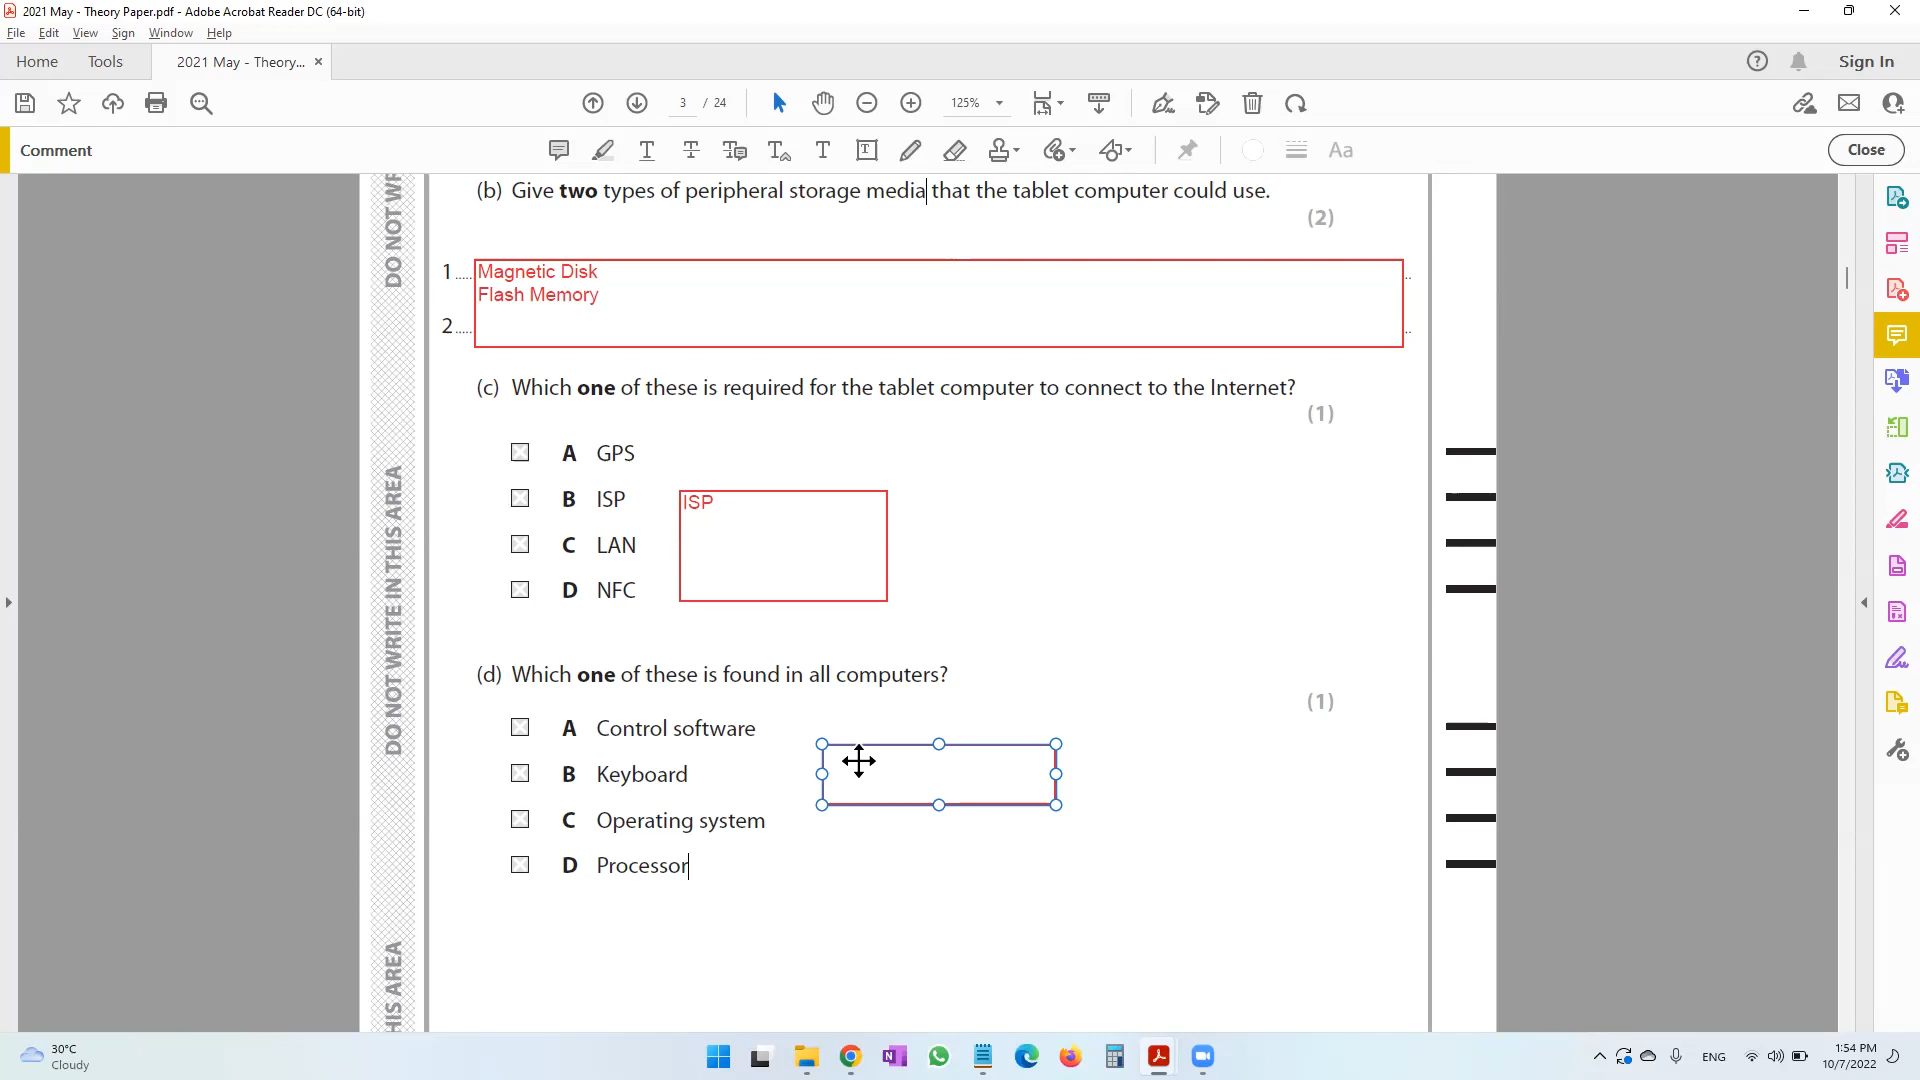 2021 May - Theory Paper.pdf - Adobe Acrobat Reader DC (64-bit)
File Edit View Sign Window Help
Home Tools 2021 May - Theory... × Sign In
3 / 24 125%
Comment Close
(b) Give two types of peripheral storage media that the tablet computer could use.
(2)
1 ..... Magnetic Disk ..
Flash Memory
2 ..... ..
(c) Which one of these is required for the tablet computer to connect to the Internet?
(1)
A GPS
B ISP
ISP
C LAN
D NFC
(d) Which one of these is found in all computers?
(1)
A Control software
B Keyboard
C Operating system
D Processor
DO NOT WR
DO NOT WRITE IN THIS AREA
HIS AREA
30°C
Cloudy
ENG
1:54 PM
10/7/2022